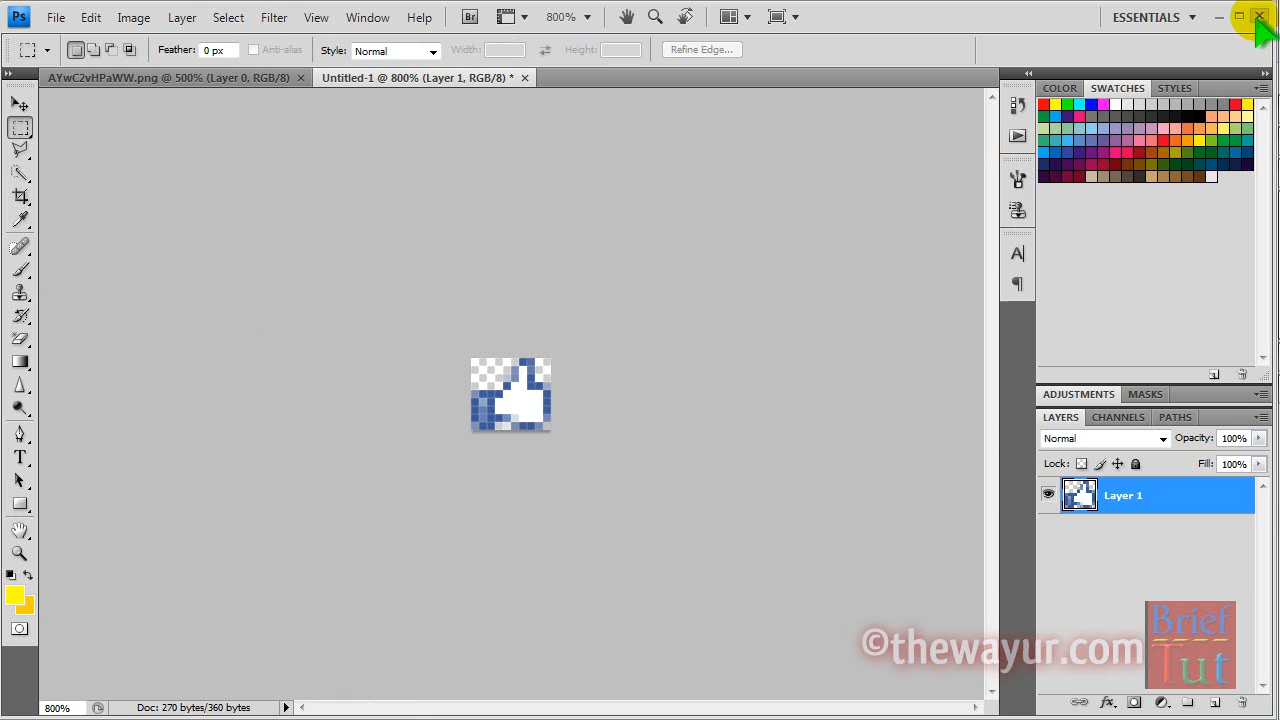 Ps File Edit Image Layer Select Filter View Window Help Br 800% ESSENTIALS
Feather: 0 px Anti-alias Style: Normal Width: Height: Refine Edge...
AYwC2vHPaWW.png @ 500% (Layer 0, RGB/8) × Untitled-1 @ 800% (Layer 1, RGB/8) * ×
COLOR SWATCHES STYLES
ADJUSTMENTS MASKS
LAYERS CHANNELS PATHS
Normal Opacity: 100%
Lock: Fill: 100%
Layer 1
©thewayur.com
Brief
Tut
800% Doc: 270 bytes/360 bytes